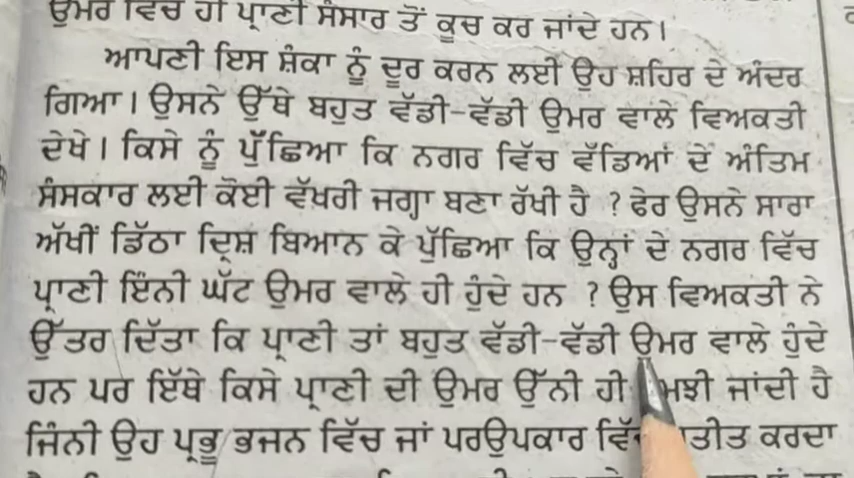 ਉਮਰ ਵਿਚ ਹੀ ਪ੍ਰਾਣੀ ਸੰਸਾਰ ਤੋਂ ਕੂਚ ਕਰ ਜਾਂਦੇ ਹਨ।
ਆਪਣੀ ਇਸ ਸ਼ੰਕਾ ਨੂੰ ਦੂਰ ਕਰਨ ਲਈ ਉਹ ਸ਼ਹਿਰ ਦੇ ਅੰਦਰ
ਗਿਆ। ਉਸਨੇ ਉੱਥੇ ਬਹੁਤ ਵੱਡੀ-ਵੱਡੀ ਉਮਰ ਵਾਲੇ ਵਿਅਕਤੀ
ਦੇਖੇ। ਕਿਸੇ ਨੂੰ ਪੁੱਛਿਆ ਕਿ ਨਗਰ ਵਿੱਚ ਵੱਡਿਆਂ ਦੇ ਅੰਤਿਮ
ਸੰਸਕਾਰ ਲਈ ਕੋਈ ਵੱਖਰੀ ਜਗ੍ਹਾ ਬਣਾ ਰੱਖੀ ਹੈ ? ਫੇਰ ਉਸਨੇ ਸਾਰਾ
ਅੱਖੀਂ ਡਿੱਠਾ ਦ੍ਰਿਸ਼ ਬਿਆਨ ਕੇ ਪੁੱਛਿਆ ਕਿ ਉਨ੍ਹਾਂ ਦੇ ਨਗਰ ਵਿੱਚ
ਪ੍ਰਾਣੀ ਇੰਨੀ ਘੱਟ ਉਮਰ ਵਾਲੇ ਹੀ ਹੁੰਦੇ ਹਨ ? ਉਸ ਵਿਅਕਤੀ ਨੇ
ਉੱਤਰ ਦਿੱਤਾ ਕਿ ਪ੍ਰਾਣੀ ਤਾਂ ਬਹੁਤ ਵੱਡੀ-ਵੱਡੀ ਉਮਰ ਵਾਲੇ ਹੁੰਦੇ
ਹਨ ਪਰ ਇੱਥੇ ਕਿਸੇ ਪ੍ਰਾਣੀ ਦੀ ਉਮਰ ਉੱਨੀ ਹੀ ਜਾਂਦੀ ਹੈ
ਜਿੰਨੀ ਉਹ ਪ੍ਰਭੂ ਭਜਨ ਵਿੱਚ ਜਾਂ ਪਰਉਪਕਾਰ ਕਰਦਾ